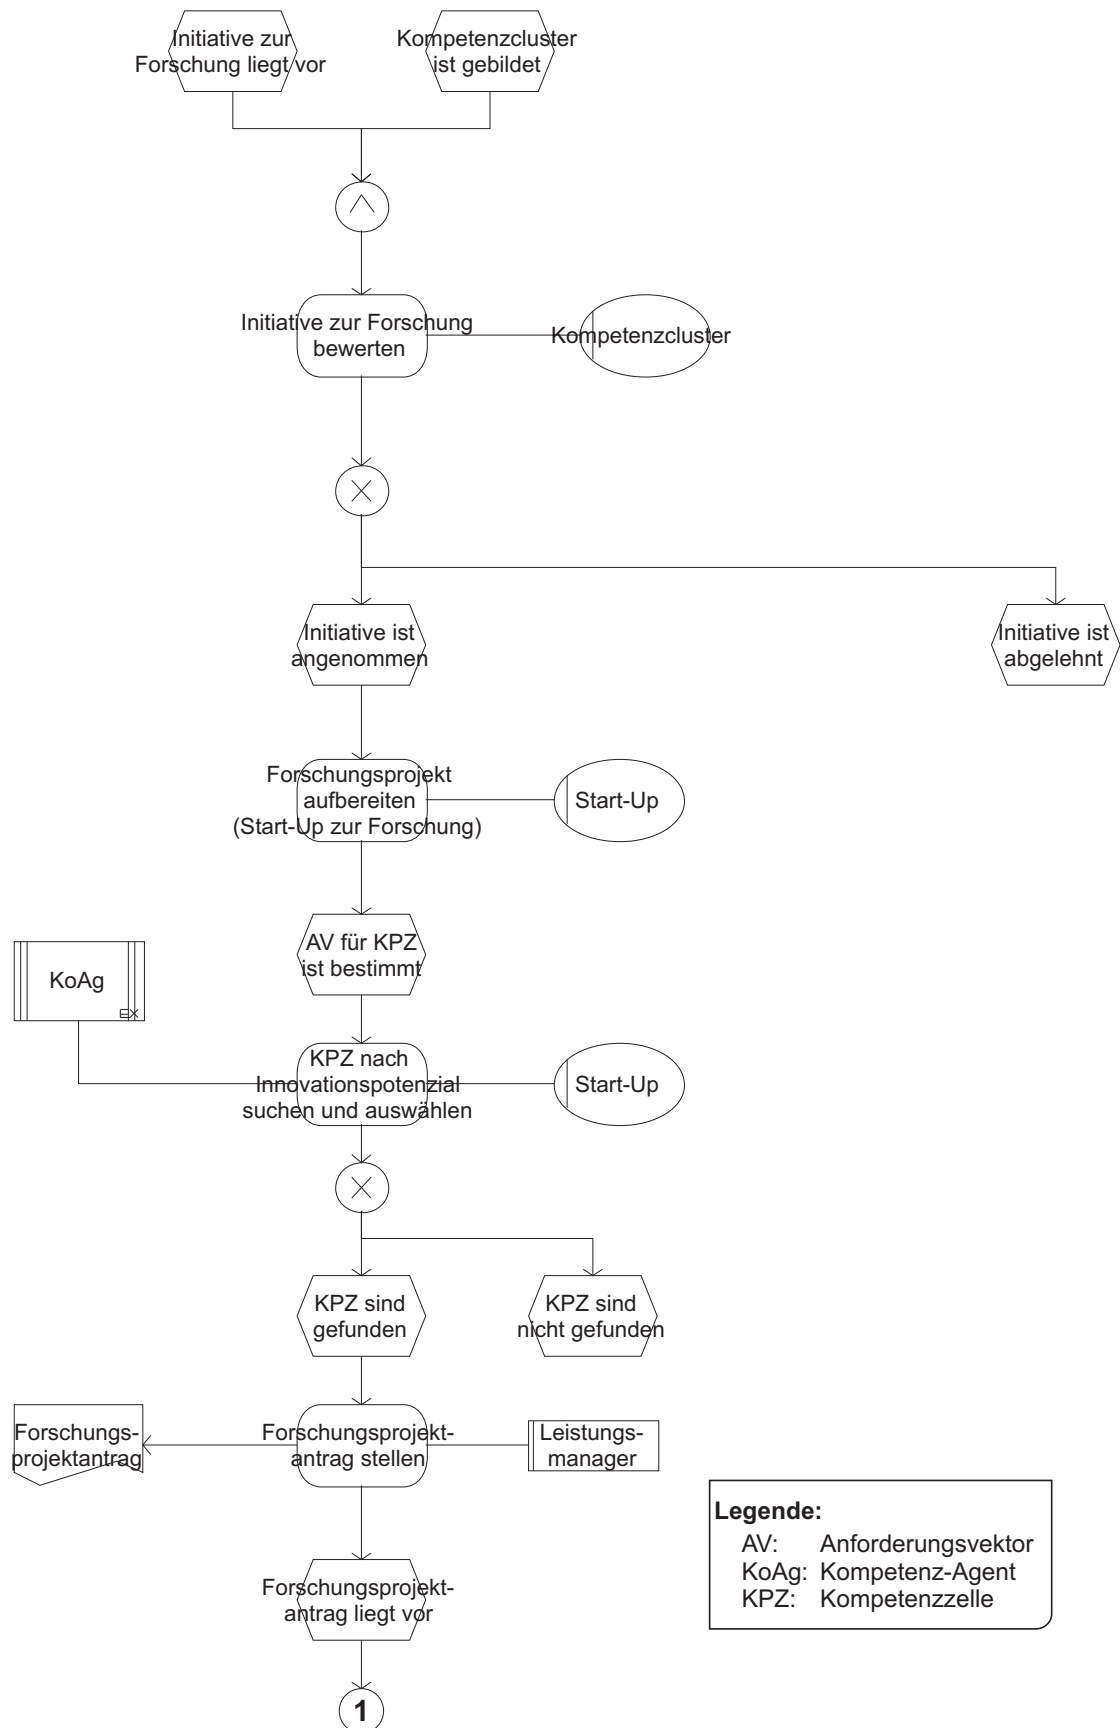 Initiative zur
Forschung liegt vor
Kompetenzcluster
ist gebildet
Initiative zur Forschung
bewerten
Kompetenzcluster
Initiative ist
angenommen
Initiative ist
abgelehnt
Forschungsprojekt
aufbereiten
(Start-Up zur Forschung)
Start-Up
AV für KPZ
ist bestimmt
KoAg
KPZ nach
Innovationspotenzial
suchen und auswählen
Start-Up
KPZ sind
gefunden
KPZ sind
nicht gefunden
Forschungs-
projektantrag
Forschungsprojekt-
antrag stellen
Leistungs-
manager
Legende:
AV: Anforderungsvektor
KoAg: Kompetenz-Agent
KPZ: Kompetenzzelle
Forschungsprojekt-
antrag liegt vor
1